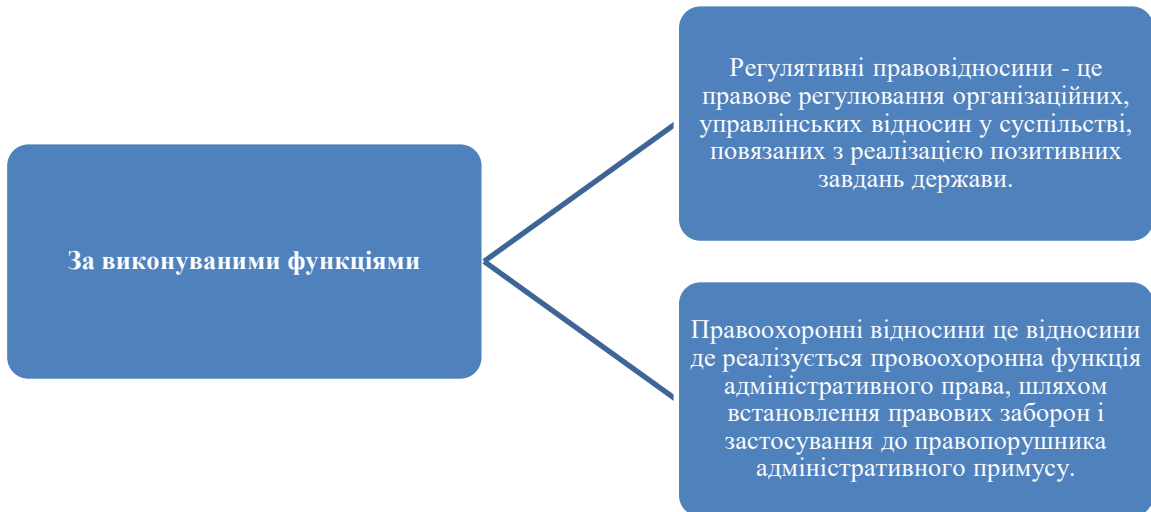 За виконуваними функціями
Регулятивні правовідносини - це
правове регулювання організаційних,
управлінських відносин у суспільстві,
повязаних з реалізацією позитивних
завдань держави.
Правоохоронні відносини це відносини
де реалізується провоохоронна функція
адміністративного права, шляхом
встановлення правових заборон і
застосування до правопорушника
адміністративного примусу.